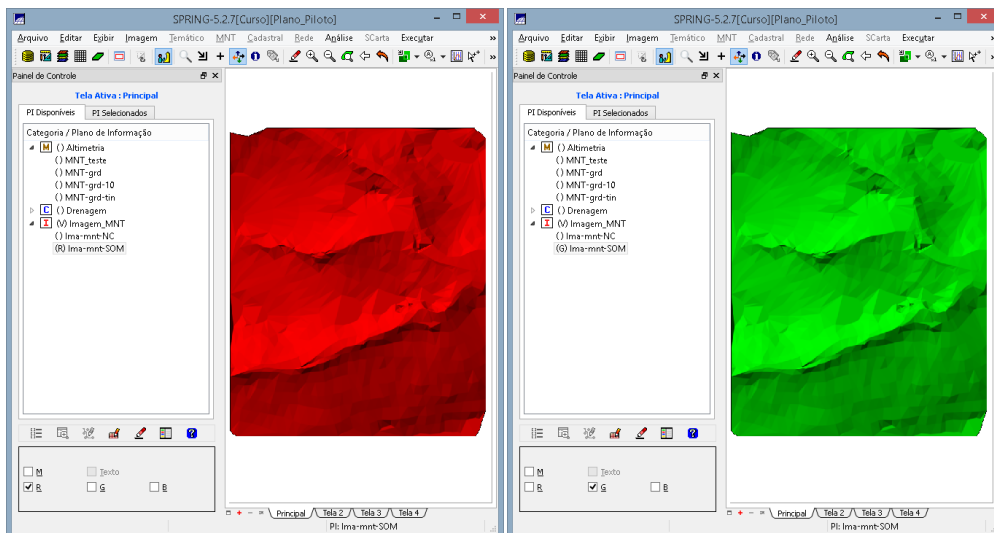 SPRING-5.2.7[Curso][Plano_Piloto]
Arquivo Editar Exibir Imagem Temático MNT Cadastral Rede Análise SCarta Executar »
Painel de Controle
Tela Ativa : Principal
PI Disponíveis PI Selecionados
Categoria / Plano de Informação
M () Altimetria
() MNT_teste
() MNT-grd
() MNT-grd-10
() MNT-grd-tin
C () Drenagem
I (V) Imagem_MNT
() Ima-mnt-NC
(R) Ima-mnt-SOM
M Texto
R G B
Principal Tela 2 Tela 3 Tela 4
PI: Ima-mnt-SOM
SPRING-5.2.7[Curso][Plano_Piloto]
Arquivo Editar Exibir Imagem Temático MNT Cadastral Rede Análise SCarta Executar »
Painel de Controle
Tela Ativa : Principal
PI Disponíveis PI Selecionados
Categoria / Plano de Informação
M () Altimetria
() MNT_teste
() MNT-grd
() MNT-grd-10
() MNT-grd-tin
C () Drenagem
I (V) Imagem_MNT
() Ima-mnt-NC
(G) Ima-mnt-SOM
M Texto
R G B
Principal Tela 2 Tela 3 Tela 4
PI: Ima-mnt-SOM